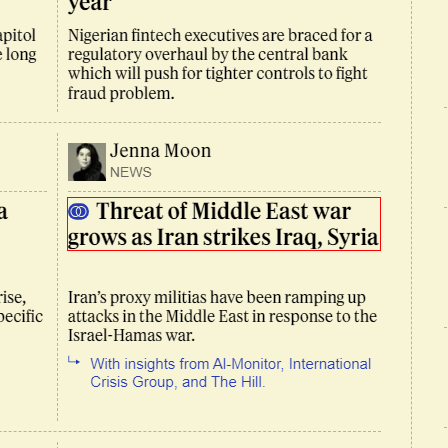 year
apitol
e long
Nigerian fintech executives are braced for a
regulatory overhaul by the central bank
which will push for tighter controls to fight
fraud problem.
Jenna Moon
NEWS
a
Threat of Middle East war
grows as Iran strikes Iraq, Syria
rise,
pecific
Iran’s proxy militias have been ramping up
attacks in the Middle East in response to the
Israel-Hamas war.
With insights from Al-Monitor, International
Crisis Group, and The Hill.